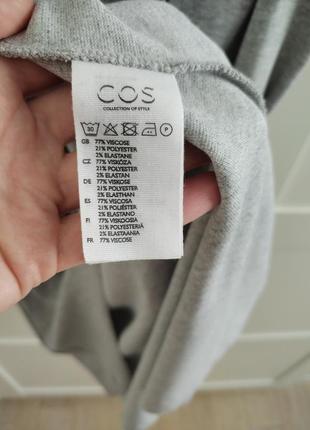 COS
COLLECTION OF STYLE
30 P
GB 77% VISCOSE
21% POLYESTER
2% ELASTANE
CZ 77% VISKÓZA
21% POLYESTER
2% ELASTAN
DE 77% VISKOSE
21% POLYESTER
2% ELASTHAN
ES 77% VISCOSA
21% POLIÉSTER
2% ELASTANO
FI 77% VISKOOSIA
21% POLYESTERIÄ
2% ELASTAANIA
FR 77% VISCOSE